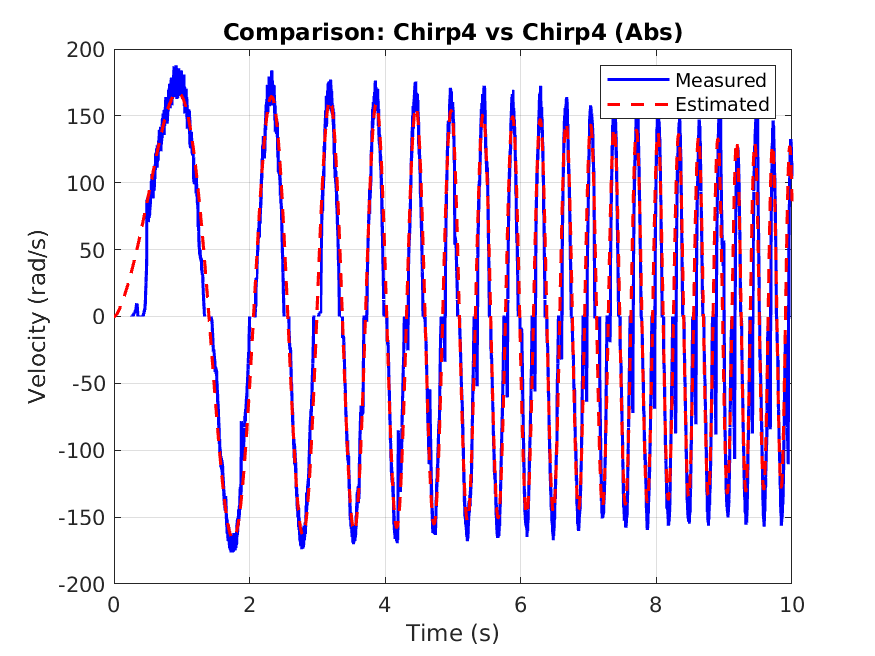 Comparison: Chirp4 vs Chirp4 (Abs)
200
150
100
50
0
-50
-100
-150
-200
Velocity (rad/s)
Measured
Estimated
0 2 4 6 8 10
Time (s)